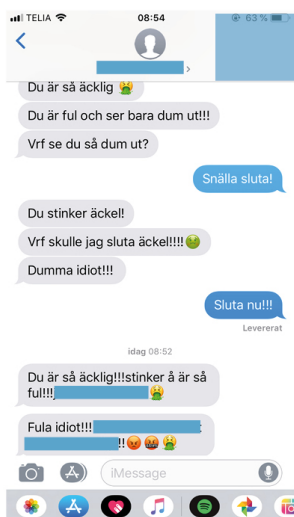 TELIA 08:54 63 %
Du är så äcklig 🤮
Du är ful och ser bara dum ut!!!
Vrf se du så dum ut?
Snälla sluta!
Du stinker äckel!
Vrf skulle jag sluta äckel!!!!🤢
Dumma idiot!!!
Sluta nu!!!
Levererat
idag 08:52
Du är så äcklig!!!stinker å är så
ful!!! 🤮
Fula idiot!!!
!!😡🤬🤮
iMessage